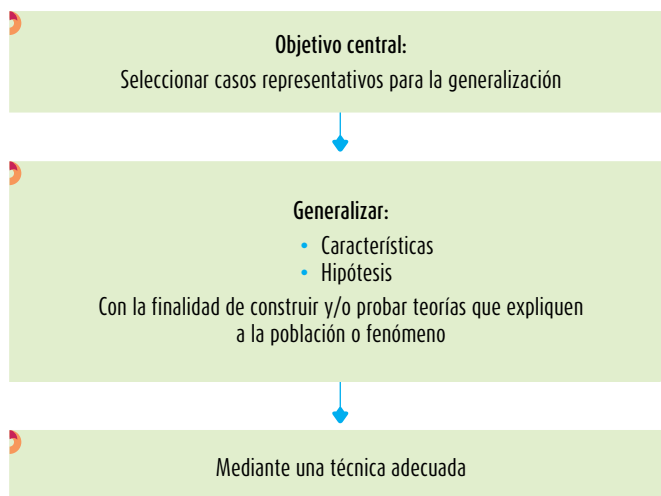 Objetivo central:
Seleccionar casos representativos para la generalización
Generalizar:
• Características
• Hipótesis
Con la finalidad de construir y/o probar teorías que expliquen
a la población o fenómeno
Mediante una técnica adecuada